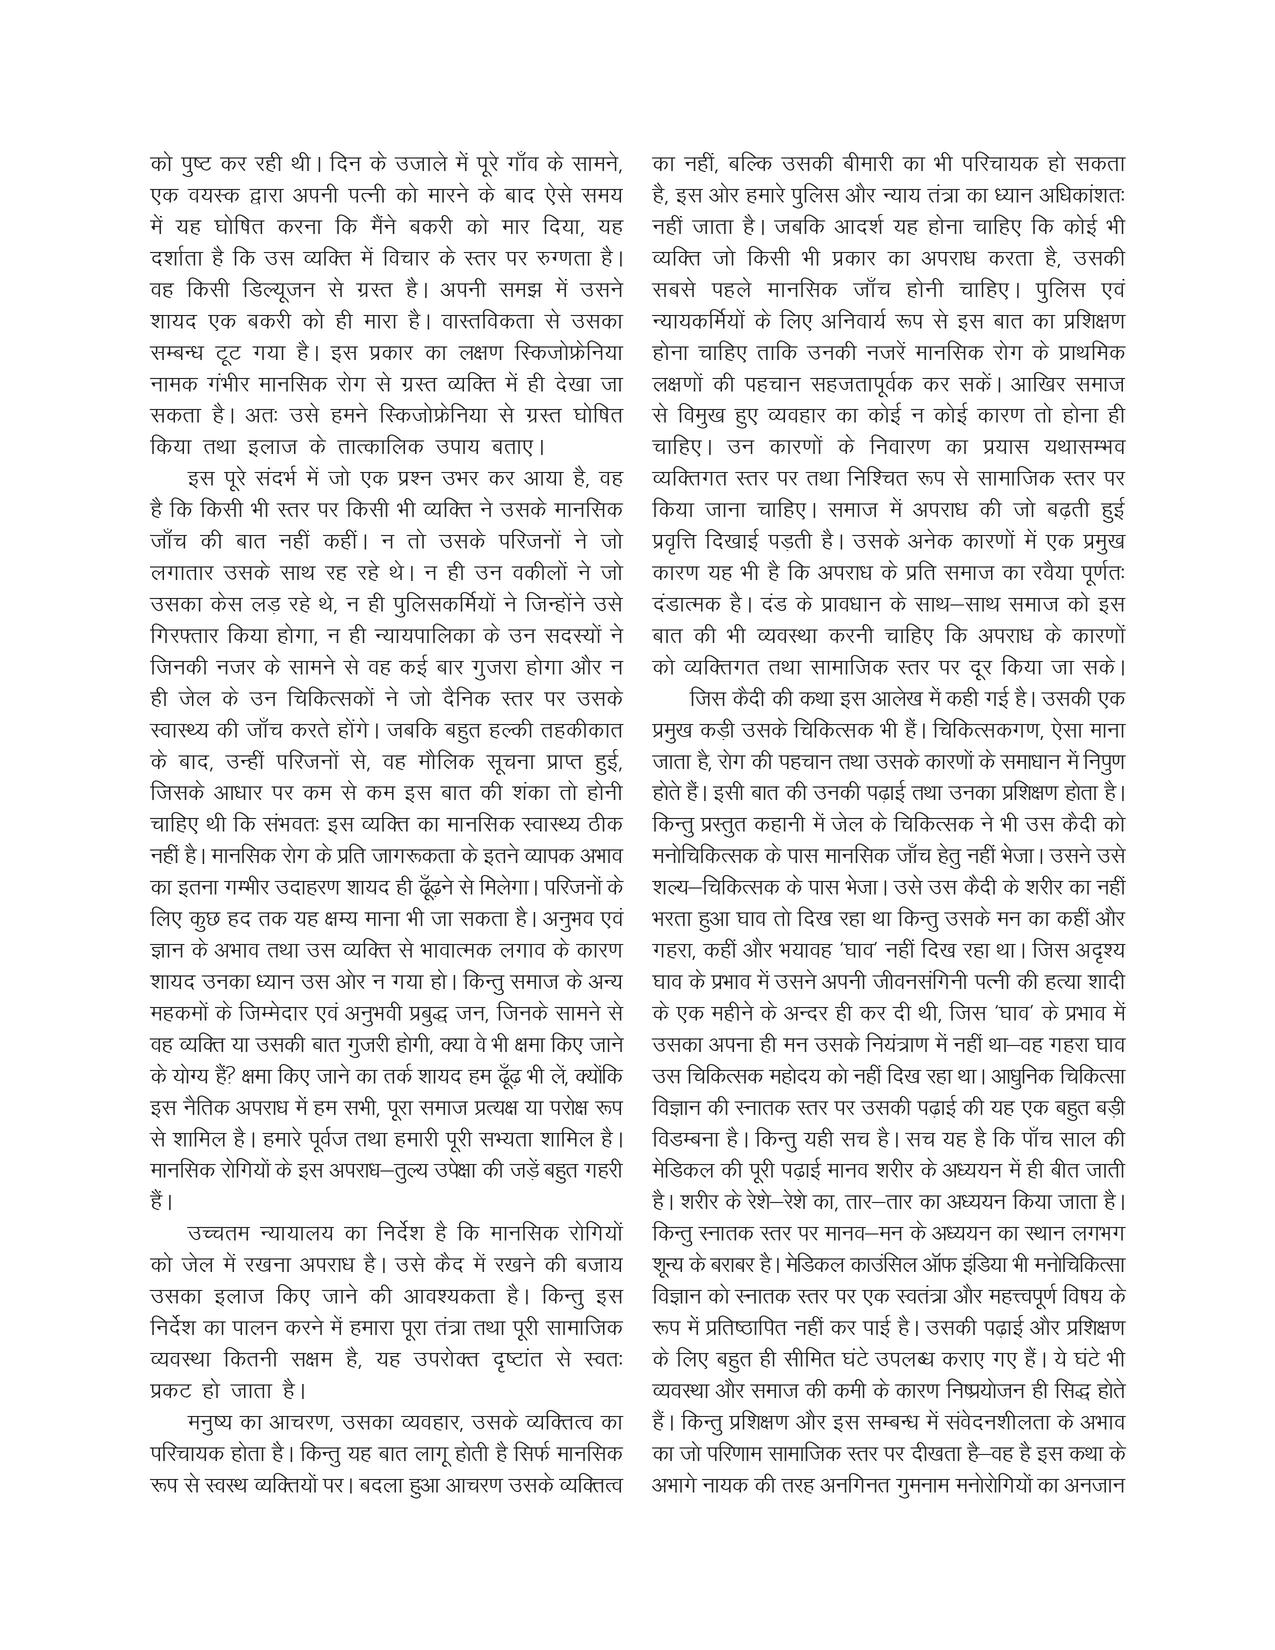 को पुष्ट कर रही थी। दिन के उजाले में पूरे गाँव के सामने,
एक वयस्क द्वारा अपनी पत्नी को मारने के बाद ऐसे समय
में यह घोषित करना कि मैंने बकरी को मार दिया, यह
दर्शाता है कि उस व्यक्ति में विचार के स्तर पर रुग्णता है।
वह किसी डिल्यूजन से ग्रस्त है। अपनी समझ में उसने
शायद एक बकरी को ही मारा है। वास्तविकता से उसका
सम्बन्ध टूट गया है। इस प्रकार का लक्षण स्किजोफ्रेनिया
नामक गंभीर मानसिक रोग से ग्रस्त व्यक्ति में ही देखा जा
सकता है। अतः उसे हमने स्किजोफ्रेनिया से ग्रस्त घोषित
किया तथा इलाज के तात्कालिक उपाय बताए।
इस पूरे संदर्भ में जो एक प्रश्न उभर कर आया है, वह
है कि किसी भी स्तर पर किसी भी व्यक्ति ने उसके मानसिक
जाँच की बात नहीं कहीं। न तो उसके परिजनों ने जो
लगातार उसके साथ रह रहे थे। न ही उन वकीलों ने जो
उसका केस लड़ रहे थे, न ही पुलिसकर्मियों ने जिन्होंने उसे
गिरफ्तार किया होगा, न ही न्यायपालिका के उन सदस्यों ने
जिनकी नजर के सामने से वह कई बार गुजरा होगा और न
ही जेल के उन चिकित्सकों ने जो दैनिक स्तर पर उसके
स्वास्थ्य की जाँच करते होंगे। जबकि बहुत हल्की तहकीकात
के बाद, उन्हीं परिजनों से, वह मौलिक सूचना प्राप्त हुई,
जिसके आधार पर कम से कम इस बात की शंका तो होनी
चाहिए थी कि संभवतः इस व्यक्ति का मानसिक स्वास्थ्य ठीक
नहीं है। मानसिक रोग के प्रति जागरूकता के इतने व्यापक अभाव
का इतना गम्भीर उदाहरण शायद ही ढूँढ़ने से मिलेगा। परिजनों के
लिए कुछ हद तक यह क्षम्य माना भी जा सकता है। अनुभव एवं
ज्ञान के अभाव तथा उस व्यक्ति से भावात्मक लगाव के कारण
शायद उनका ध्यान उस ओर न गया हो। किन्तु समाज के अन्य
महकमों के जिम्मेदार एवं अनुभवी प्रबुद्ध जन, जिनके सामने से
वह व्यक्ति या उसकी बात गुजरी होगी, क्या वे भी क्षमा किए जाने
के योग्य हैं? क्षमा किए जाने का तर्क शायद हम ढूँढ़ भी लें, क्योंकि
इस नैतिक अपराध में हम सभी, पूरा समाज प्रत्यक्ष या परोक्ष रूप
से शामिल है। हमारे पूर्वज तथा हमारी पूरी सभ्यता शामिल है।
मानसिक रोगियों के इस अपराध–तुल्य उपेक्षा की जड़ें बहुत गहरी
हैं।
उच्चतम न्यायालय का निर्देश है कि मानसिक रोगियों
को जेल में रखना अपराध है। उसे कैद में रखने की बजाय
उसका इलाज किए जाने की आवश्यकता है। किन्तु इस
निर्देश का पालन करने में हमारा पूरा तंत्रा तथा पूरी सामाजिक
व्यवस्था कितनी सक्षम है, यह उपरोक्त दृष्टांत से स्वतः
प्रकट हो जाता है।
मनुष्य का आचरण, उसका व्यवहार, उसके व्यक्तित्व का
परिचायक होता है। किन्तु यह बात लागू होती है सिर्फ मानसिक
रूप से स्वस्थ व्यक्तियों पर। बदला हुआ आचरण उसके व्यक्तित्व
का नहीं, बल्कि उसकी बीमारी का भी परिचायक हो सकता
है, इस ओर हमारे पुलिस और न्याय तंत्रा का ध्यान अधिकांशतः
नहीं जाता है। जबकि आदर्श यह होना चाहिए कि कोई भी
व्यक्ति जो किसी भी प्रकार का अपराध करता है, उसकी
सबसे पहले मानसिक जाँच होनी चाहिए। पुलिस एवं
न्यायकर्मियों के लिए अनिवार्य रूप से इस बात का प्रशिक्षण
होना चाहिए ताकि उनकी नजरें मानसिक रोग के प्राथमिक
लक्षणों की पहचान सहजतापूर्वक कर सकें। आखिर समाज
से विमुख हुए व्यवहार का कोई न कोई कारण तो होना ही
चाहिए। उन कारणों के निवारण का प्रयास यथासम्भव
व्यक्तिगत स्तर पर तथा निश्चित रूप से सामाजिक स्तर पर
किया जाना चाहिए। समाज में अपराध की जो बढ़ती हुई
प्रवृत्ति दिखाई पड़ती है। उसके अनेक कारणों में एक प्रमुख
कारण यह भी है कि अपराध के प्रति समाज का रवैया पूर्णतः
दंडात्मक है। दंड के प्रावधान के साथ–साथ समाज को इस
बात की भी व्यवस्था करनी चाहिए कि अपराध के कारणों
को व्यक्तिगत तथा सामाजिक स्तर पर दूर किया जा सके।
जिस कैदी की कथा इस आलेख में कही गई है। उसकी एक
प्रमुख कड़ी उसके चिकित्सक भी हैं। चिकित्सकगण, ऐसा माना
जाता है, रोग की पहचान तथा उसके कारणों के समाधान में निपुण
होते हैं। इसी बात की उनकी पढ़ाई तथा उनका प्रशिक्षण होता है।
किन्तु प्रस्तुत कहानी में जेल के चिकित्सक ने भी उस कैदी को
मनोचिकित्सक के पास मानसिक जाँच हेतु नहीं भेजा। उसने उसे
शल्य–चिकित्सक के पास भेजा। उसे उस कैदी के शरीर का नहीं
भरता हुआ घाव तो दिख रहा था किन्तु उसके मन का कहीं और
गहरा, कहीं और भयावह 'घाव' नहीं दिख रहा था। जिस अदृश्य
घाव के प्रभाव में उसने अपनी जीवनसंगिनी पत्नी की हत्या शादी
के एक महीने के अन्दर ही कर दी थी, जिस 'घाव' के प्रभाव में
उसका अपना ही मन उसके नियंत्राण में नहीं था–वह गहरा घाव
उस चिकित्सक महोदय को नहीं दिख रहा था। आधुनिक चिकित्सा
विज्ञान की स्नातक स्तर पर उसकी पढ़ाई की यह एक बहुत बड़ी
विडम्बना है। किन्तु यही सच है। सच यह है कि पाँच साल की
मेडिकल की पूरी पढ़ाई मानव शरीर के अध्ययन में ही बीत जाती
है। शरीर के रेशे–रेशे का, तार–तार का अध्ययन किया जाता है।
किन्तु स्नातक स्तर पर मानव–मन के अध्ययन का स्थान लगभग
शून्य के बराबर है। मेडिकल काउंसिल ऑफ इंडिया भी मनोचिकित्सा
विज्ञान को स्नातक स्तर पर एक स्वतंत्रा और महत्त्वपूर्ण विषय के
रूप में प्रतिष्ठापित नहीं कर पाई है। उसकी पढ़ाई और प्रशिक्षण
के लिए बहुत ही सीमित घंटे उपलब्ध कराए गए हैं। ये घंटे भी
व्यवस्था और समाज की कमी के कारण निष्प्रयोजन ही सिद्ध होते
हैं। किन्तु प्रशिक्षण और इस सम्बन्ध में संवेदनशीलता के अभाव
का जो परिणाम सामाजिक स्तर पर दीखता है–वह है इस कथा के
अभागे नायक की तरह अनगिनत गुमनाम मनोरोगियों का अनजान